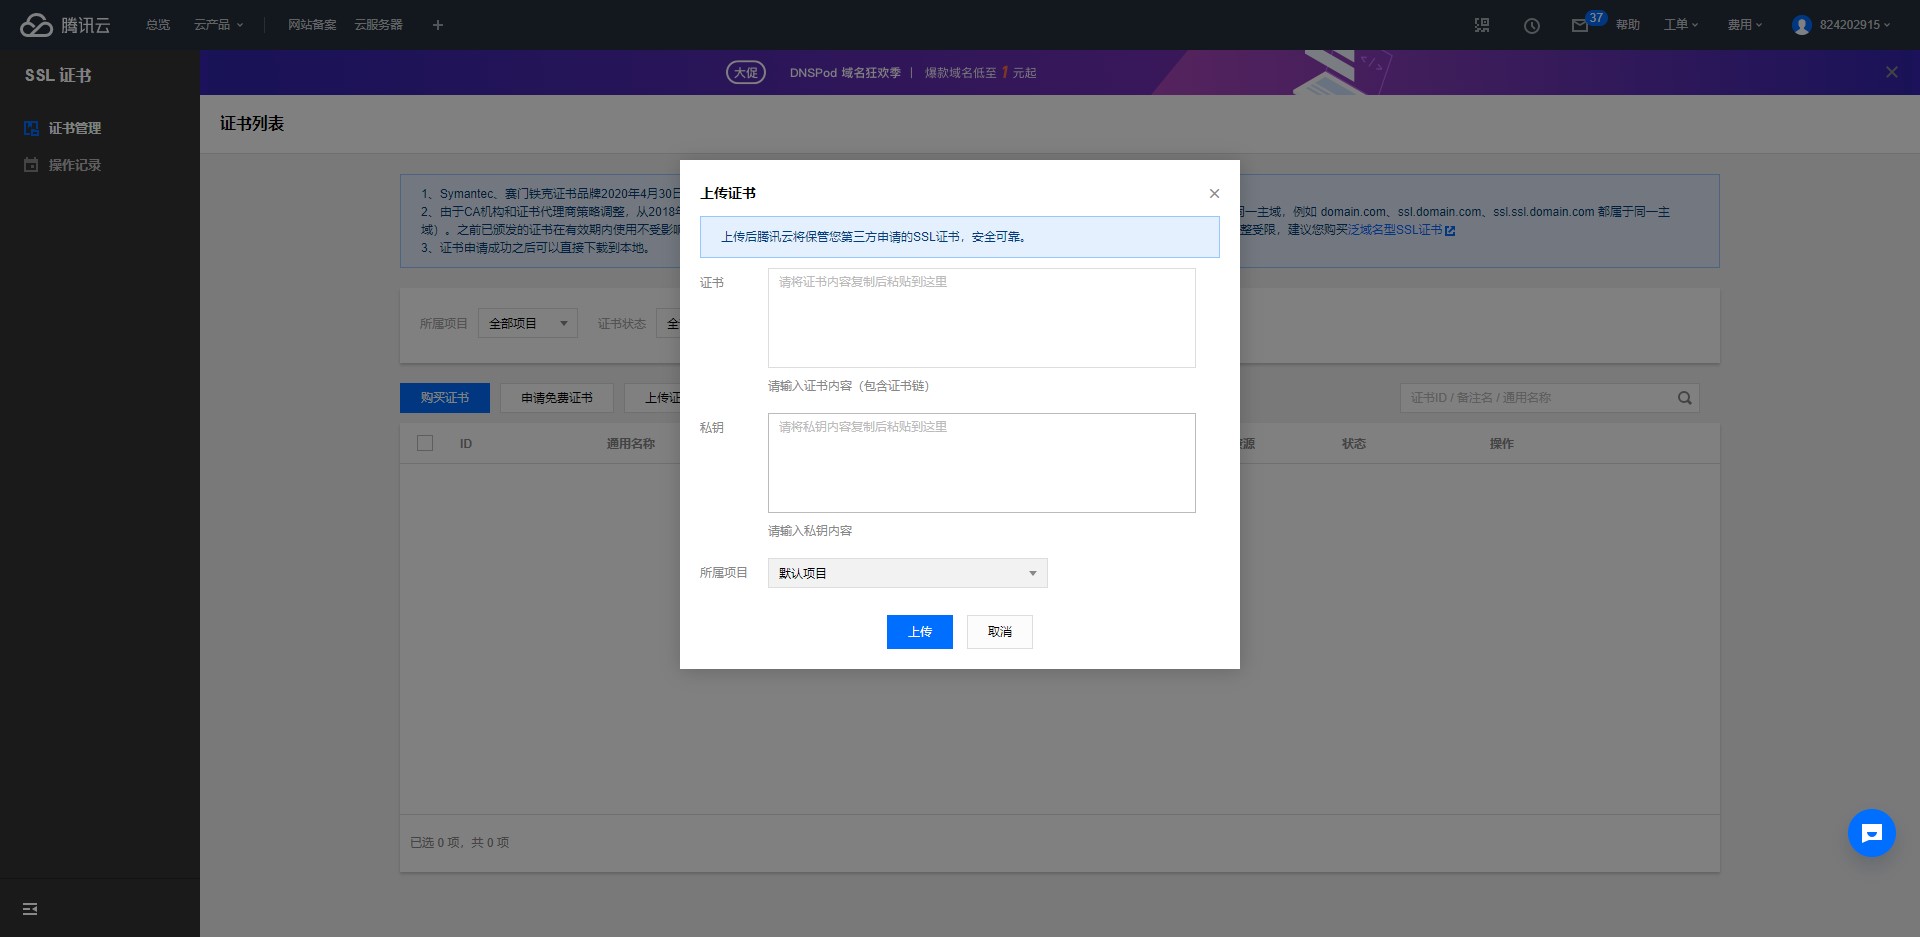 腾讯云 总览 云产品 网站备案 云服务器 + 37 帮助 工单 费用 824202915
SSL 证书
证书管理
操作记录
大促 DNSPod 域名狂欢季 | 爆款域名低至 1 元起
证书列表
1、Symantec、赛门铁克证书品牌2020年4月30日
2、由于CA机构和证书代理商策略调整，从2018年 同一主域，例如 domain.com、ssl.domain.com、ssl.ssl.domain.com 都属于同一主
域）。之前已颁发的证书在有效期内使用不受影响 整受限，建议您购买泛域名型SSL证书
3、证书申请成功之后可以直接下载到本地。
所属项目 全部项目 证书状态 全
购买证书 申请免费证书 上传证
证书ID / 备注名 / 通用名称
ID 通用名称 源 状态 操作
已选 0 项，共 0 项
上传证书
上传后腾讯云将保管您第三方申请的SSL证书，安全可靠。
证书 请将证书内容复制后粘贴到这里
请输入证书内容（包含证书链）
私钥 请将私钥内容复制后粘贴到这里
请输入私钥内容
所属项目 默认项目
上传 取消